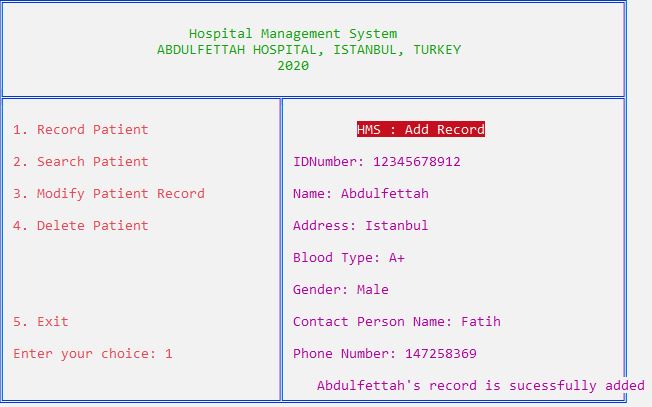 Hospital Management System
ABDULFETTAH HOSPITAL, ISTANBUL, TURKEY
2020
1. Record Patient
2. Search Patient
3. Modify Patient Record
4. Delete Patient
5. Exit
Enter your choice: 1
HMS : Add Record
IDNumber: 12345678912
Name: Abdulfettah
Address: Istanbul
Blood Type: A+
Gender: Male
Contact Person Name: Fatih
Phone Number: 147258369
Abdulfettah's record is sucessfully added